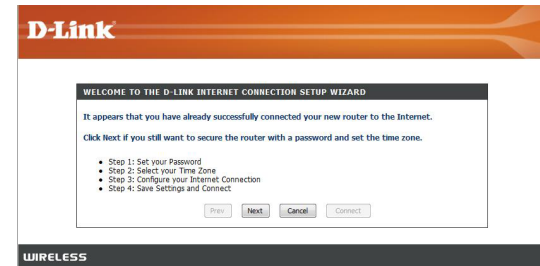 D-Link
WELCOME TO THE D-LINK INTERNET CONNECTION SETUP WIZARD
It appears that you have already successfully connected your new router to the Internet.
Click Next if you still want to secure the router with a password and set the time zone.
• Step 1: Set your Password
• Step 2: Select your Time Zone
• Step 3: Configure your Internet Connection
• Step 4: Save Settings and Connect
Prev Next Cancel Connect
WIRELESS